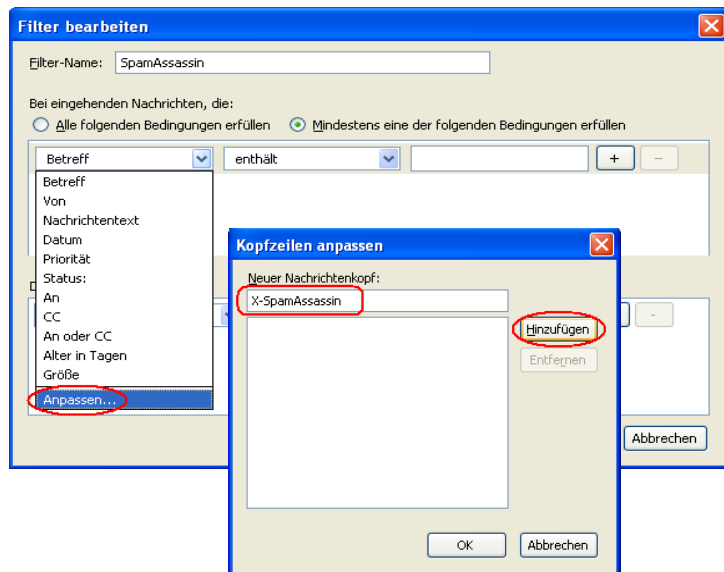 Filter bearbeiten
Filter-Name: SpamAssassin
Bei eingehenden Nachrichten, die:
Alle folgenden Bedingungen erfüllen Mindestens eine der folgenden Bedingungen erfüllen
Betreff enthält + -
Betreff
Von
Nachrichtentext
Datum
Priorität
Status:
An
CC
An oder CC
Alter in Tagen
Größe
Anpassen...
-
Abbrechen
Kopfzeilen anpassen
Neuer Nachrichtenkopf:
X-SpamAssassin
Hinzufügen
Entfernen
OK Abbrechen